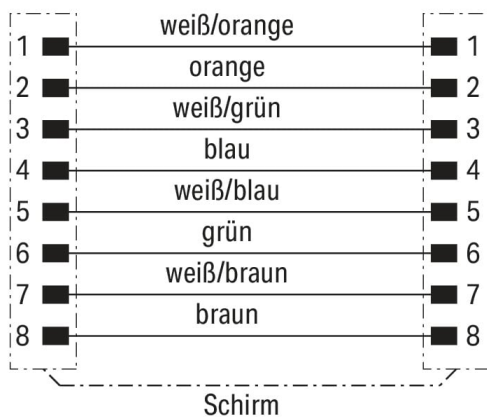 weiß/orange
1 1
orange
2 2
weiß/grün
3 3
blau
4 4
weiß/blau
5 5
grün
6 6
weiß/braun
7 7
braun
8 8
Schirm